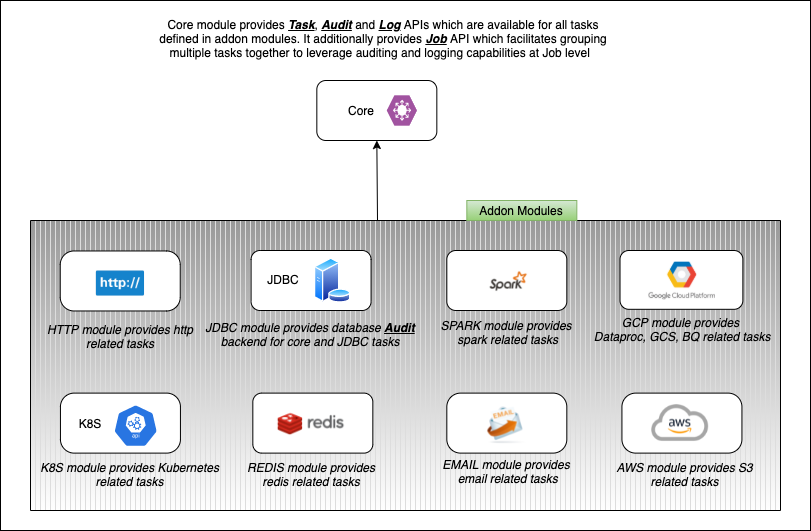 Core module provides Task, Audit and Log APIs which are available for all tasks
defined in addon modules. It additionally provides Job API which facilitates grouping
multiple tasks together to leverage auditing and logging capabilities at Job level
Core
Addon Modules
http://
JDBC
Spark
Google Cloud Platform
HTTP module provides http
related tasks
JDBC module provides database Audit
backend for core and JDBC tasks
SPARK module provides
spark related tasks
GCP module provides
Dataproc, GCS, BQ related tasks
K8S
api
redis
EMAIL
aws
K8S module provides Kubernetes
related tasks
REDIS module provides
redis related tasks
EMAIL module provides
email related tasks
AWS module provides S3
related tasks